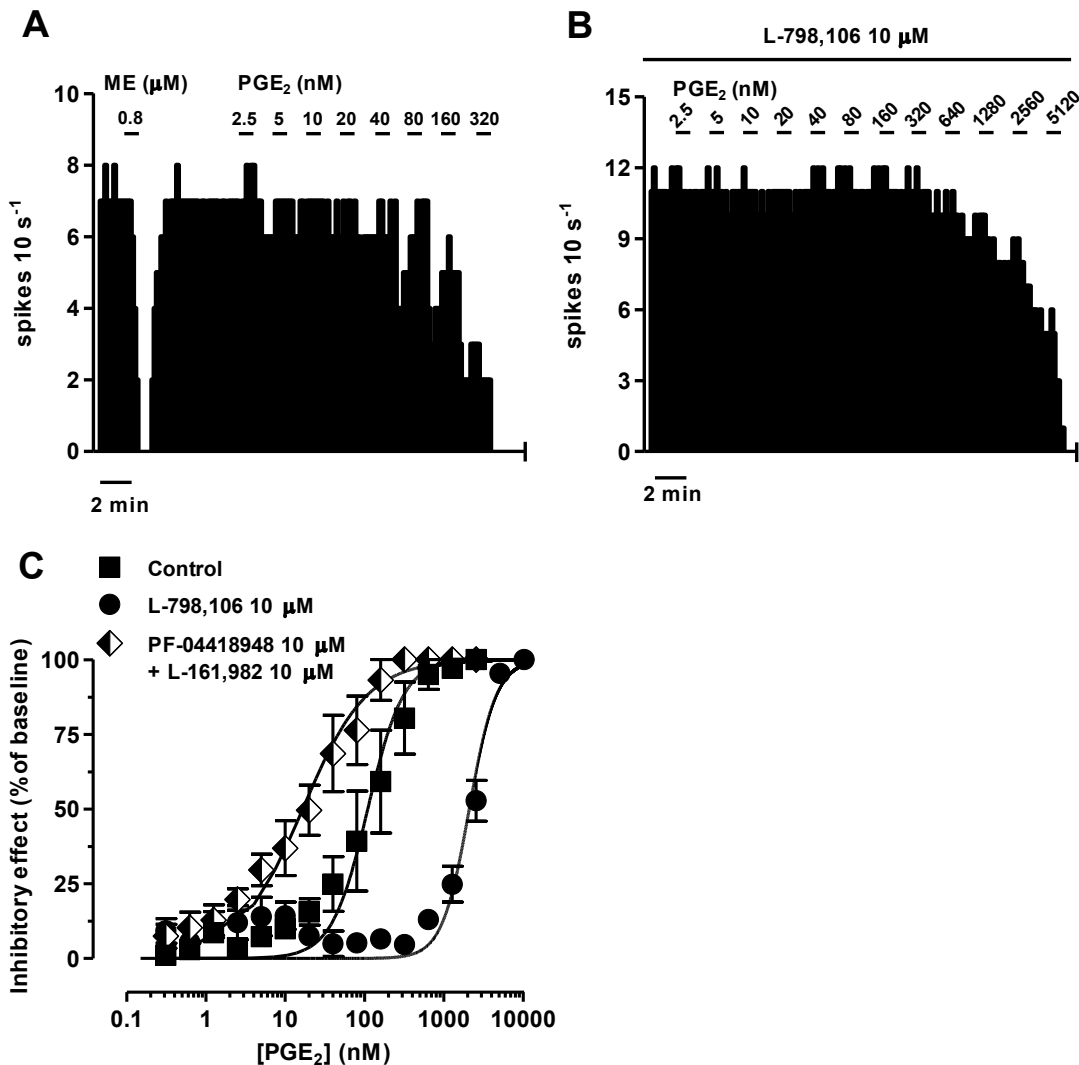 A
ME (µM)
PGE2 (nM)
0.8
2.5 5 10 20 40 80 160 320
10
8
6
4
2
0
spikes 10 s-1
2 min
B
L-798,106 10 µM
PGE2 (nM)
2.5 5 10 20 40 80 160 320 640 1280 2560 5120
15
12
9
6
3
0
spikes 10 s-1
2 min
C
Control
L-798,106 10 µM
PF-04418948 10 µM
+ L-161,982 10 µM
Inhibitory effect (% of baseline)
100
75
50
25
0
0.1 1 10 100 1000 10000
[PGE2] (nM)